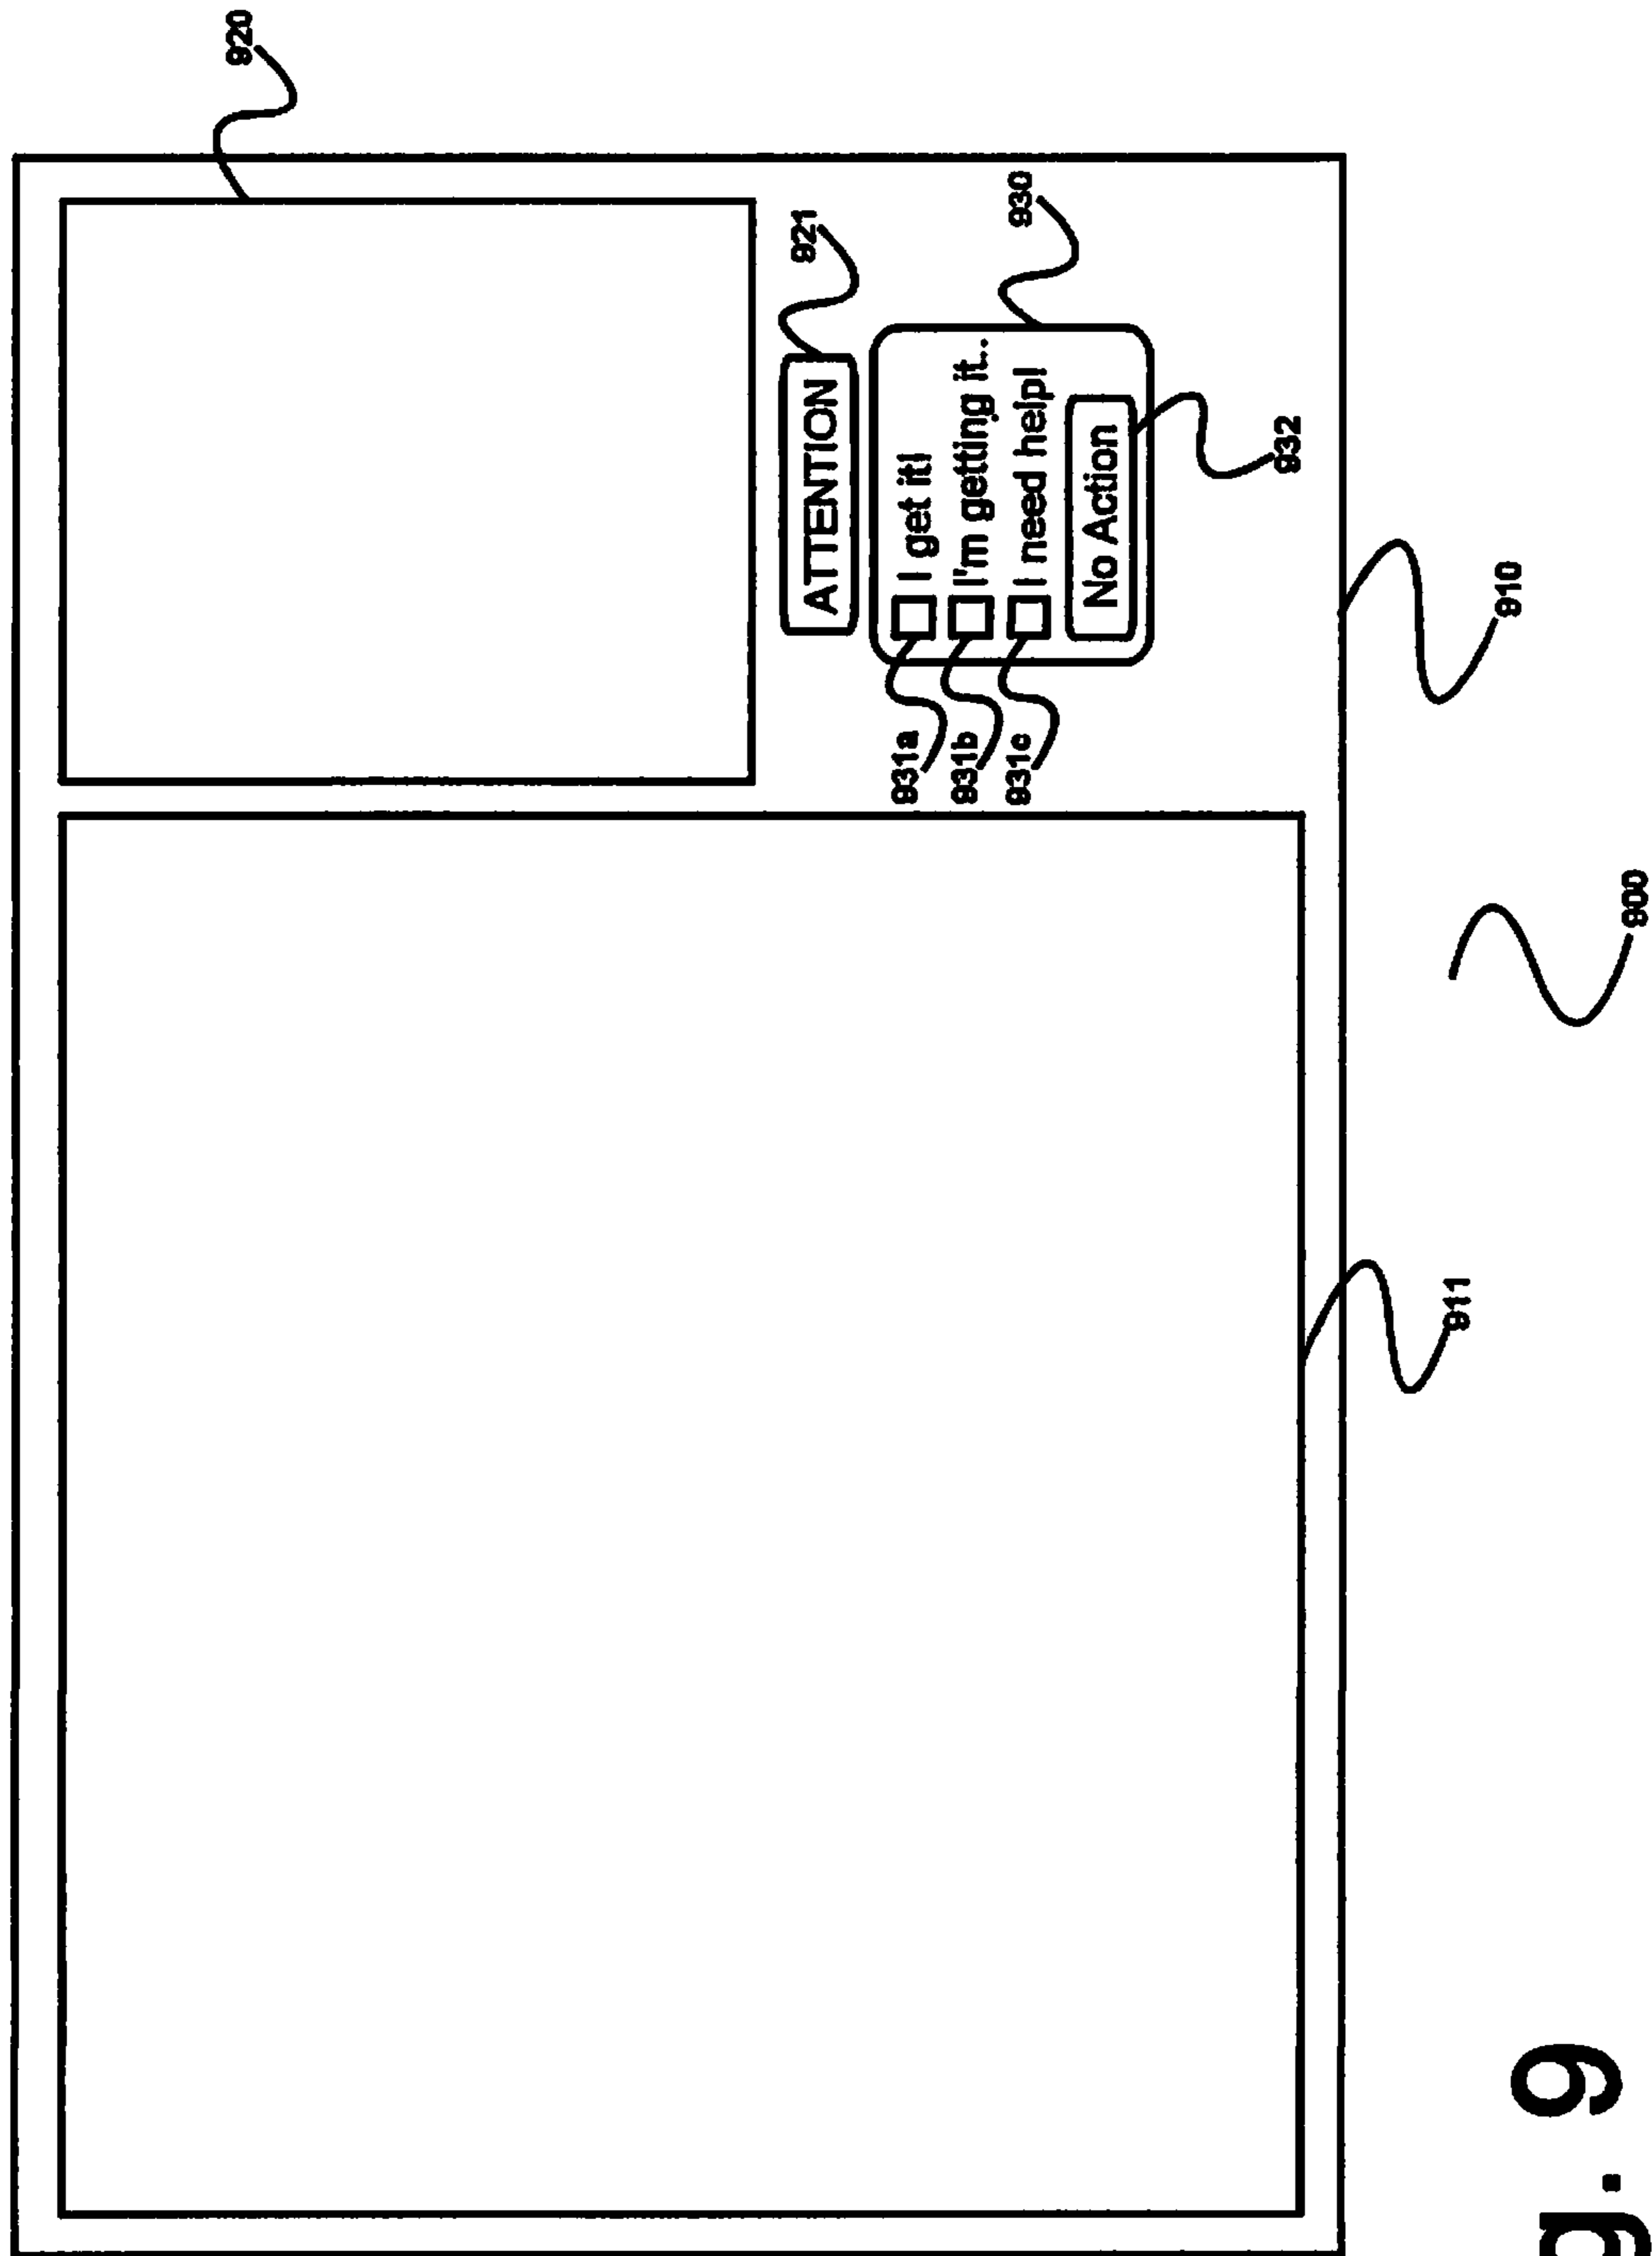 920
ATTENTION 921
931a I get it!
931b I'm getting it..
931c I need help! 930
No Action
932
911
910
900
g. 9